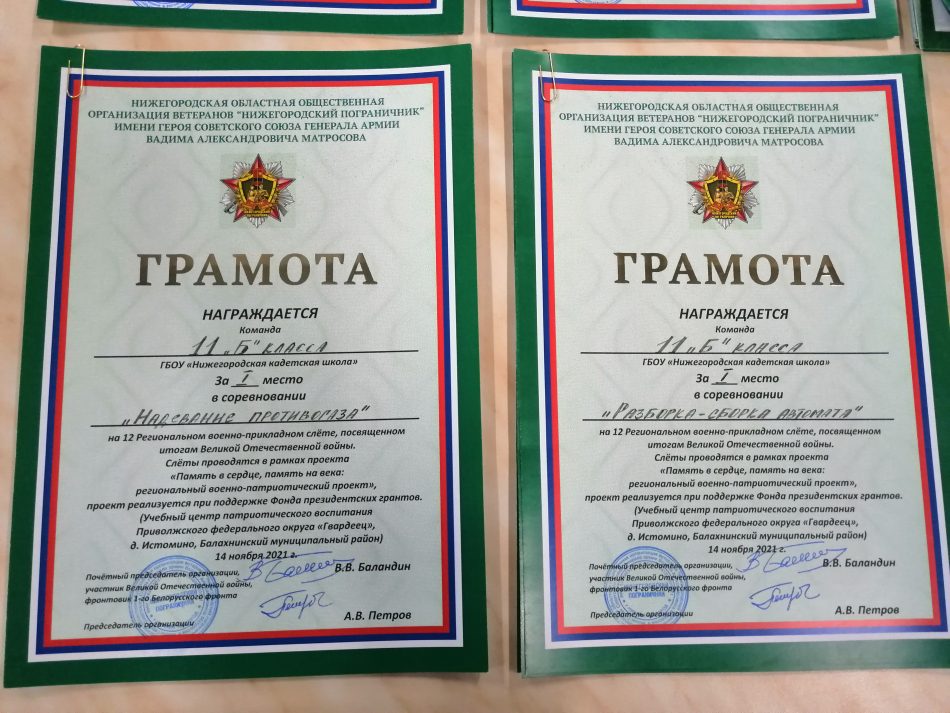 НИЖЕГОРОДСКАЯ ОБЛАСТНАЯ ОБЩЕСТВЕННАЯ
ОРГАНИЗАЦИЯ ВЕТЕРАНОВ "НИЖЕГОРОДСКИЙ ПОГРАНИЧНИК"
ИМЕНИ ГЕРОЯ СОВЕТСКОГО СОЮЗА ГЕНЕРАЛА АРМИИ
ВАДИМА АЛЕКСАНДРОВИЧА МАТРОСОВА
ГРАМОТА
НАГРАЖДАЕТСЯ
Команда
11 „Б" класса
ГБОУ «Нижегородская кадетская школа»
За I место
в соревновании
„Надевание противогаза"
на 12 Региональном военно-прикладном слёте, посвященном
итогам Великой Отечественной войны.
Слёты проводятся в рамках проекта
«Память в сердце, память на века:
региональный военно-патриотический проект»,
проект реализуется при поддержке Фонда президентских грантов.
(Учебный центр патриотического воспитания
Приволжского федерального округа «Гвардеец»,
д. Истомино, Балахнинский муниципальный район)
14 ноября 2021 г.
Почётный председатель организации,
участник Великой Отечественной войны,
фронтовик 1-го Белорусского фронта
В.В. Баландин
Председатель организации
А.В. Петров
НИЖЕГОРОДСКАЯ ОБЛАСТНАЯ ОБЩЕСТВЕННАЯ
ОРГАНИЗАЦИЯ ВЕТЕРАНОВ "НИЖЕГОРОДСКИЙ ПОГРАНИЧНИК"
ИМЕНИ ГЕРОЯ СОВЕТСКОГО СОЮЗА ГЕНЕРАЛА АРМИИ
ВАДИМА АЛЕКСАНДРОВИЧА МАТРОСОВА
ГРАМОТА
НАГРАЖДАЕТСЯ
Команда
11 „Б" класса
ГБОУ «Нижегородская кадетская школа»
За I место
в соревновании
„Разборка-сборка автомата"
на 12 Региональном военно-прикладном слёте, посвященном
итогам Великой Отечественной войны.
Слёты проводятся в рамках проекта
«Память в сердце, память на века:
региональный военно-патриотический проект»,
проект реализуется при поддержке Фонда президентских грантов.
(Учебный центр патриотического воспитания
Приволжского федерального округа «Гвардеец»,
д. Истомино, Балахнинский муниципальный район)
14 ноября 2021 г.
Почётный председатель организации,
участник Великой Отечественной войны,
фронтовик 1-го Белорусского фронта
В.В. Баландин
Председатель организации
А.В. Петров